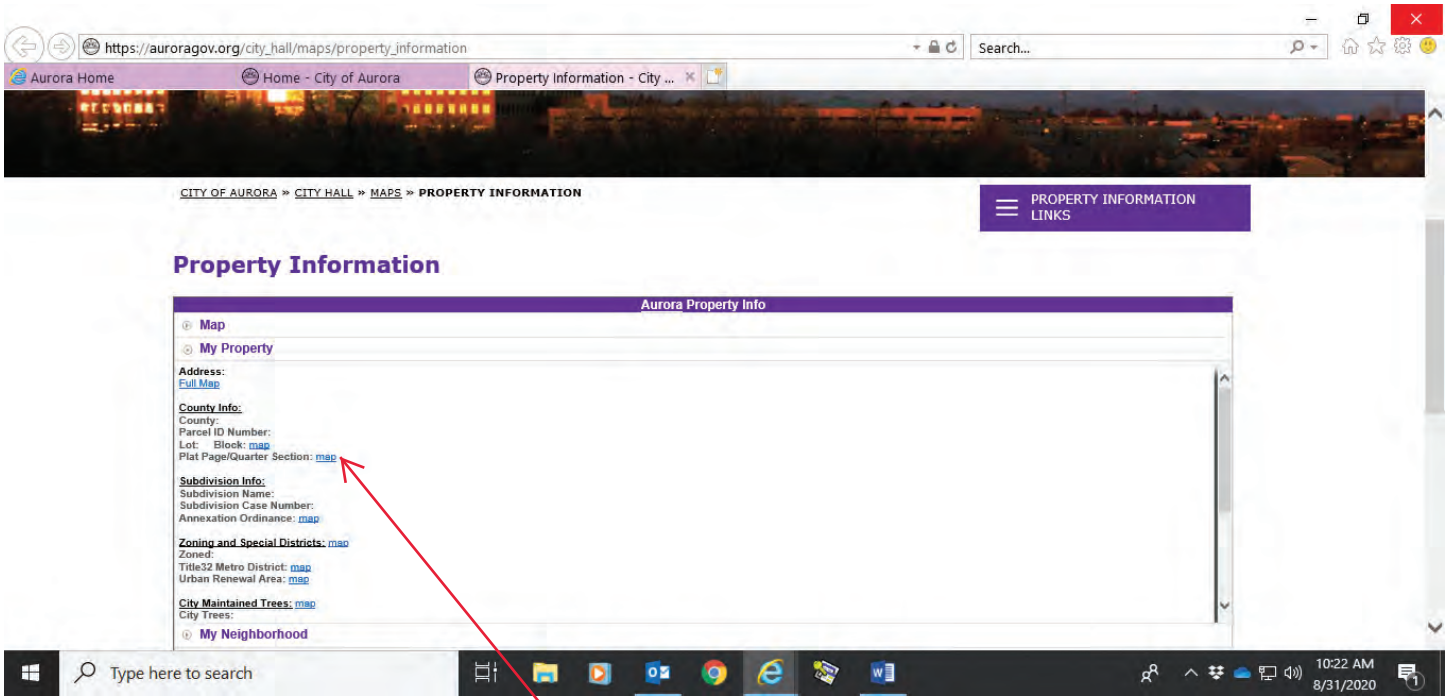 https://auroragov.org/city_hall/maps/property_information
Search...
Aurora Home
Home - City of Aurora
Property Information - City ...
CITY OF AURORA » CITY HALL » MAPS » PROPERTY INFORMATION
PROPERTY INFORMATION
LINKS
Property Information
Aurora Property Info
Map
My Property
Address:
Full Map
County Info:
County:
Parcel ID Number:
Lot: Block: map
Plat Page/Quarter Section: map
Subdivision Info:
Subdivision Name:
Subdivision Case Number:
Annexation Ordinance: map
Zoning and Special Districts: map
Zoned:
Title32 Metro District: map
Urban Renewal Area: map
City Maintained Trees: map
City Trees:
My Neighborhood
Type here to search
10:22 AM
8/31/2020